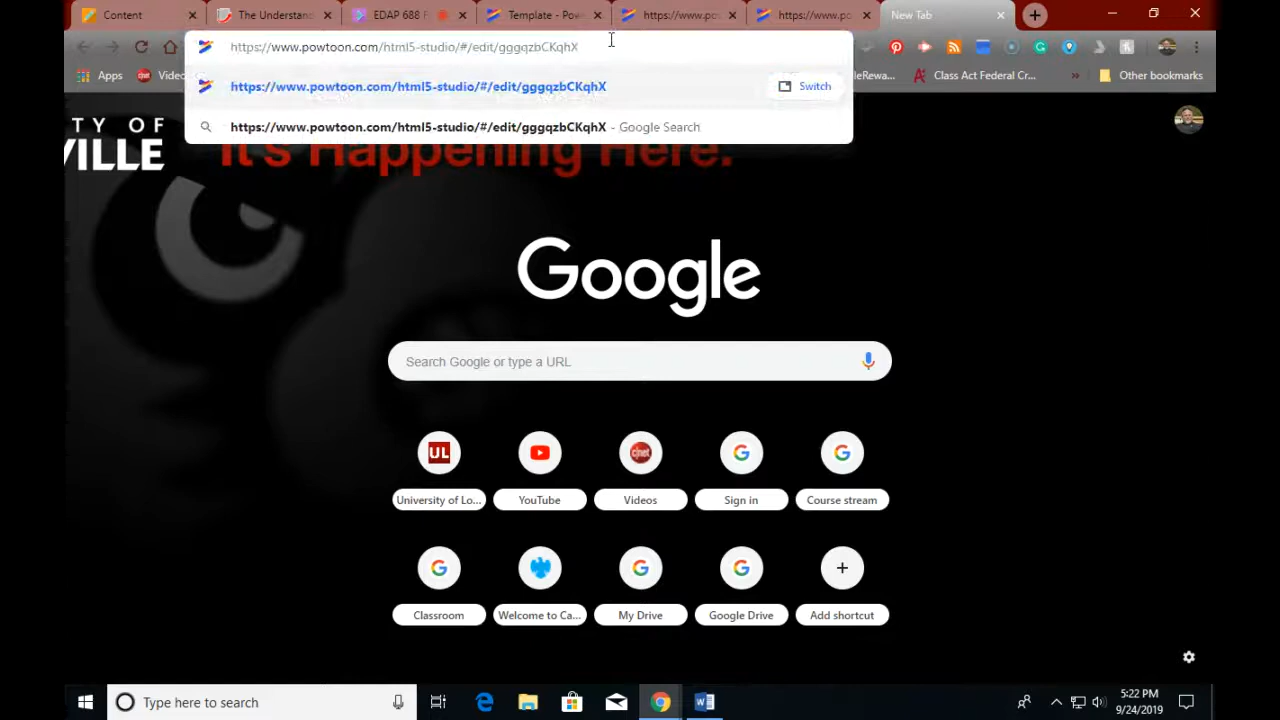 Content The Understand EDAP 688 F Template - Pow https://www.po https://www.po New Tab
https://www.powtoon.com/html5-studio/#/edit/gggqzbCKqhX
Apps Videos https://www.powtoon.com/html5-studio/#/edit/gggqzbCKqhX Switch leRewa... Class Act Federal Cr... » Other bookmarks
https://www.powtoon.com/html5-studio/#/edit/gggqzbCKqhX - Google Search
TY OF
VILLE
It's Happening Here.
Google
Search Google or type a URL
UL cnet G G
University of Lo... YouTube Videos Sign in Course stream
G G G
Classroom Welcome to Ca... My Drive Google Drive Add shortcut
Type here to search
5:22 PM
9/24/2019